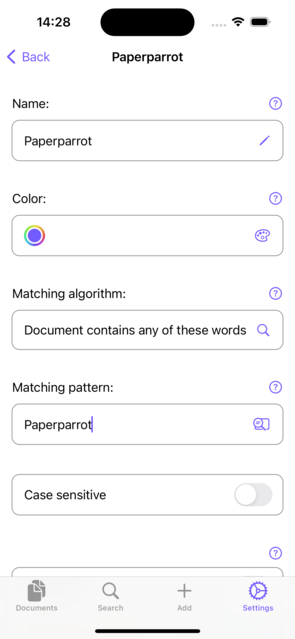 14:28
Back
Paperparrot
Name:
Paperparrot
Color:
Matching algorithm:
Document contains any of these words
Matching pattern:
Paperparrot
Case sensitive
Documents
Search
Add
Settings